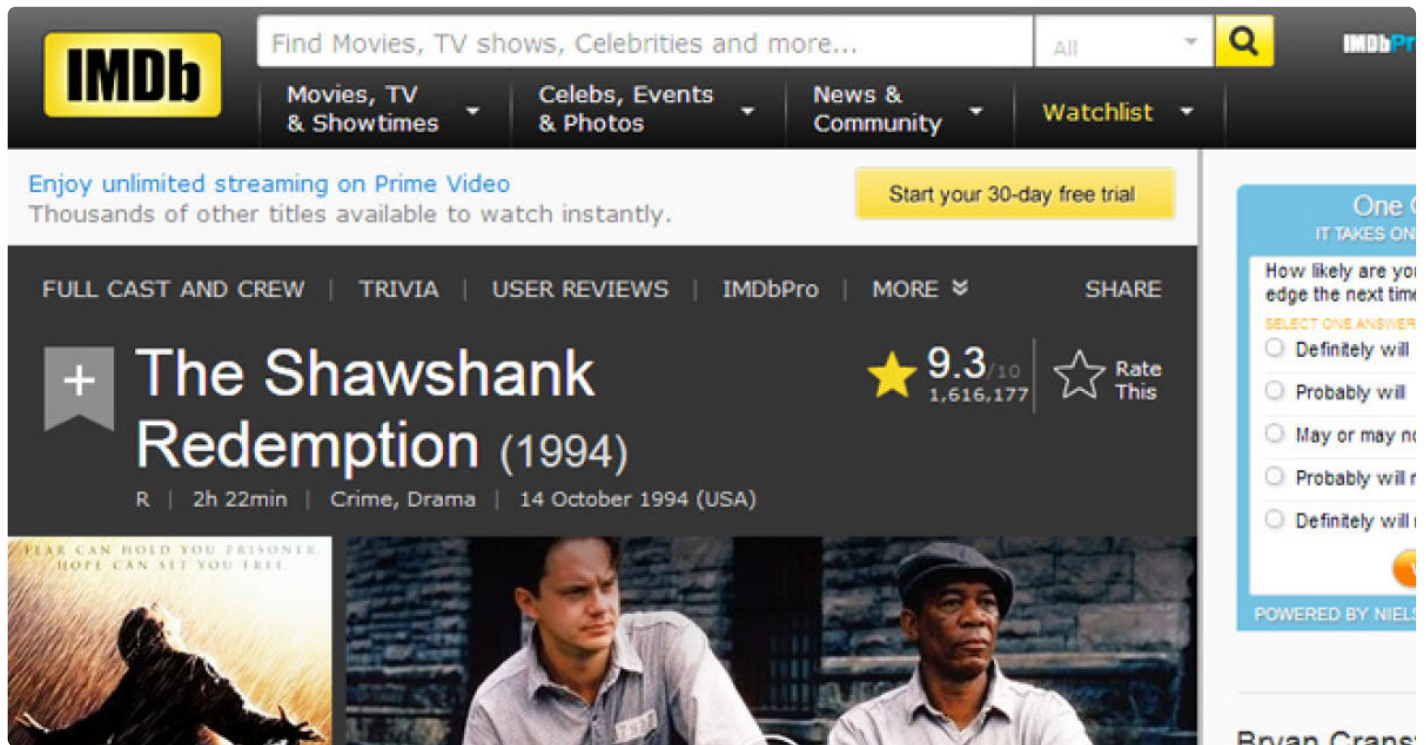 IMDb
Find Movies, TV shows, Celebrities and more...
All
Movies, TV
& Showtimes
Celebs, Events
& Photos
News &
Community
Watchlist
Enjoy unlimited streaming on Prime Video
Thousands of other titles available to watch instantly.
Start your 30-day free trial
FULL CAST AND CREW | TRIVIA | USER REVIEWS | IMDbPro | MORE
SHARE
The Shawshank
Redemption (1994)
9.3/10
1,616,177
Rate
This
R | 2h 22min | Crime, Drama | 14 October 1994 (USA)
FEAR CAN HOLD YOU PRISONER.
HOPE CAN SET YOU FREE.
One
IT TAKES
How likely are
edge the next
SELECT ONE ANSWER
Definitely will
Probably will
May or may
Probably will
Definitely will
POWERED BY
Bryan